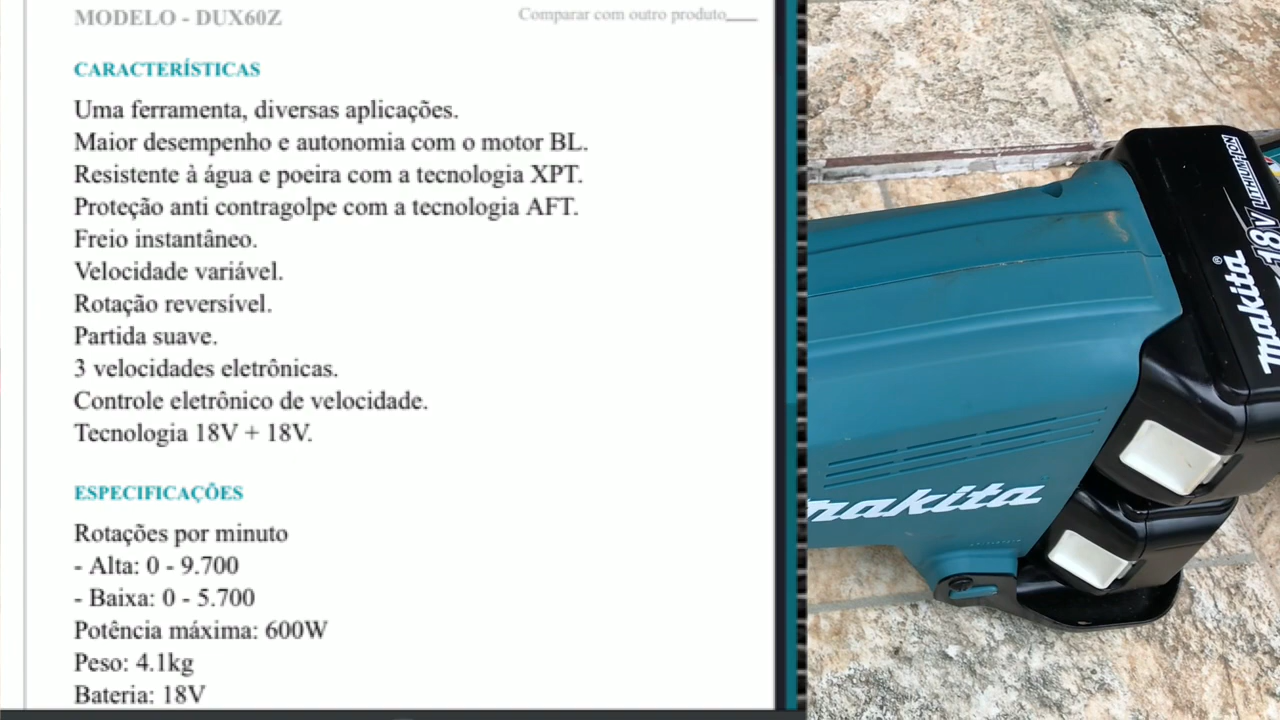 MODELO - DUX60Z
Comparar com outro produto
CARACTERÍSTICAS
Uma ferramenta, diversas aplicações.
Maior desempenho e autonomia com o motor BL.
Resistente à água e poeira com a tecnologia XPT.
Proteção anti contragolpe com a tecnologia AFT.
Freio instantâneo.
Velocidade variável.
Rotação reversível.
Partida suave.
3 velocidades eletrônicas.
Controle eletrônico de velocidade.
Tecnologia 18V + 18V.
ESPECIFICAÇÕES
Rotações por minuto
- Alta: 0 - 9.700
- Baixa: 0 - 5.700
Potência máxima: 600W
Peso: 4.1kg
Bateria: 18V
makita
makita®
18V LITHIUM-ION